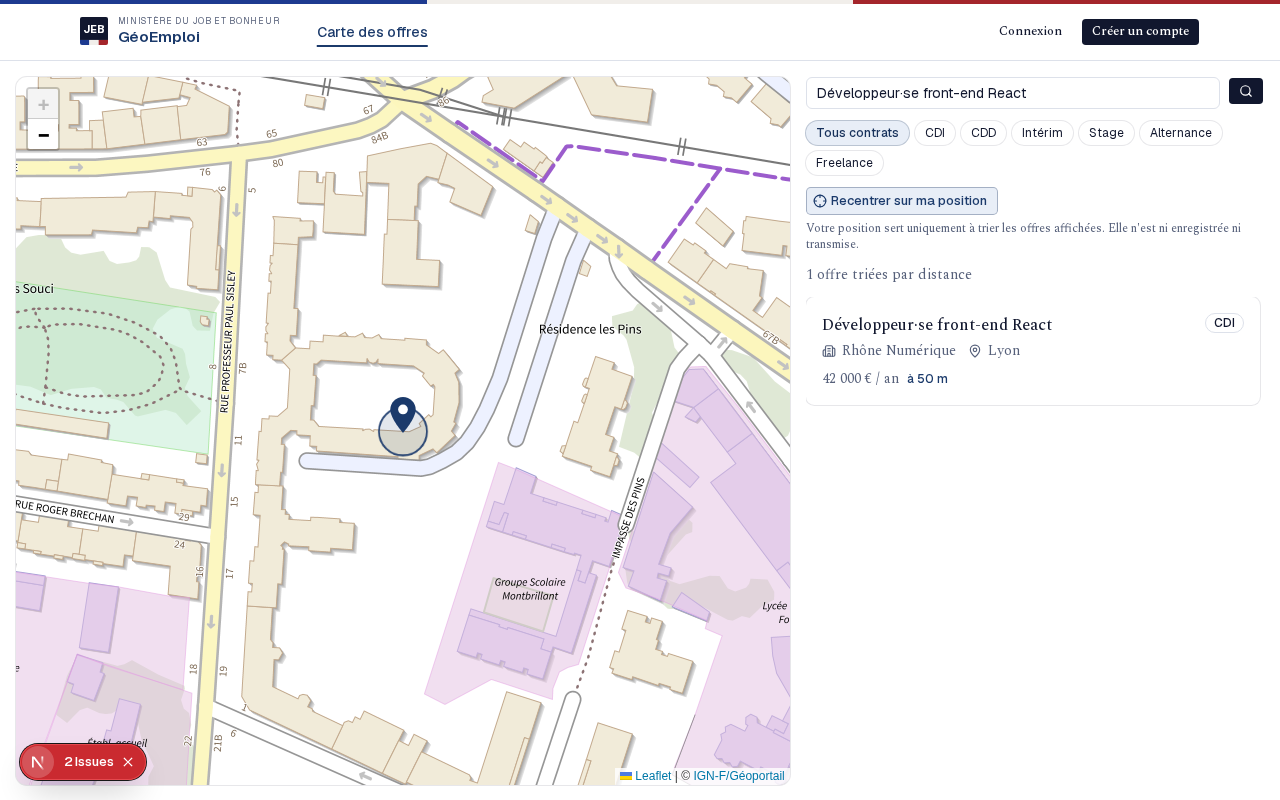 JEB
MINISTÈRE DU JOB ET BONHEUR
GéoEmploi
Carte des offres
Connexion
Créer un compte
+
−
Développeur·se front-end React
Tous contrats
CDI
CDD
Intérim
Stage
Alternance
Freelance
Recentrer sur ma position
Votre position sert uniquement à trier les offres affichées. Elle n'est ni enregistrée ni
transmise.
1 offre triées par distance
Développeur·se front-end React
CDI
Rhône Numérique
Lyon
42 000 € / an
à 50 m
86
67
65
63
84B
80
76
E
6
5
s Souci
RUE PROFESSEUR PAUL SISLEY
Résidence les Pins
67B
8
7B
11
15
RUE ROGER BRECHAN
29
24
16
17
IMPASSE DES PINS
Groupe Scolaire
Montbrillant
Lycée
Fo
e
18
19
1
6
22
21B
Établ. accueil
N
2 Issues
Leaflet | © IGN-F/Géoportail